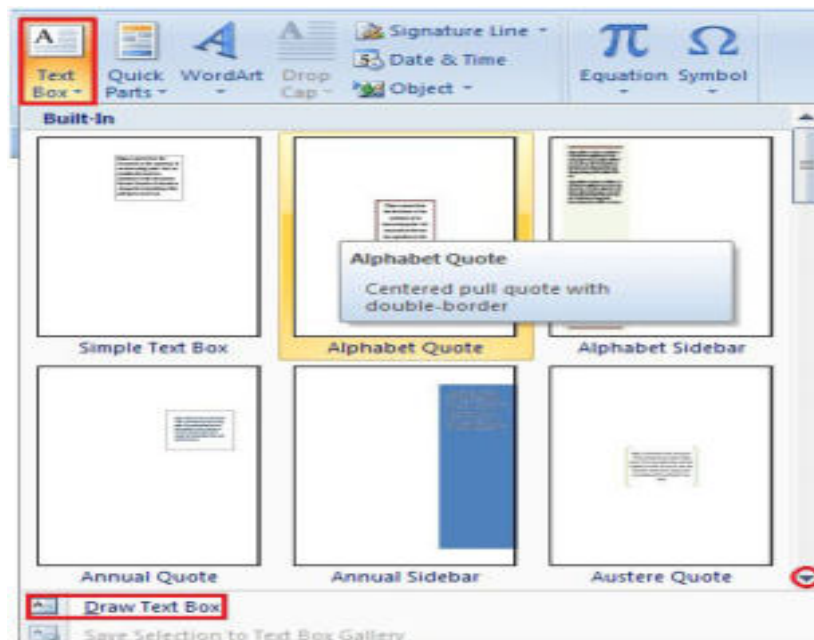 Signature Line
Date & Time
Object
Text Box
Quick Parts
WordArt
Drop Cap
Equation
Symbol
Built-In
Alphabet Quote
Centered pull quote with
double-border
Simple Text Box
Alphabet Quote
Alphabet Sidebar
Annual Quote
Annual Sidebar
Austere Quote
Draw Text Box
Save Selection to Text Box Gallery